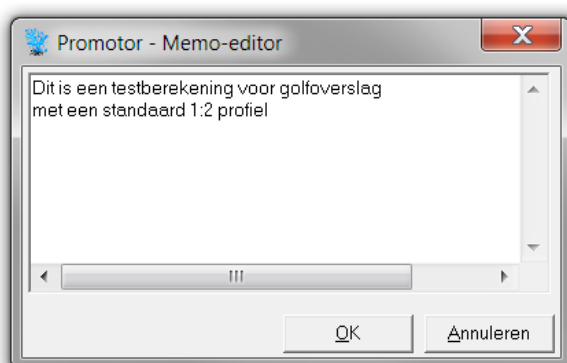 Promotor - Memo-editor
Dit is een testberekening voor golfoverslag
met een standaard 1:2 profiel
OK
Annuleren